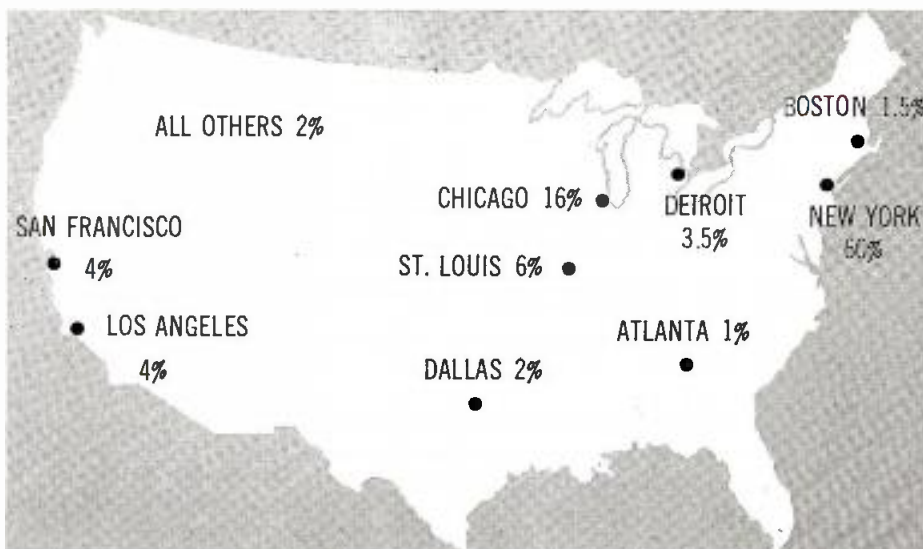 BOSTON 1.5%
ALL OTHERS 2%
CHICAGO 16%
DETROIT
3.5%
NEW YORK
60%
SAN FRANCISCO
4%
ST. LOUIS 6%
LOS ANGELES
4%
ATLANTA 1%
DALLAS 2%